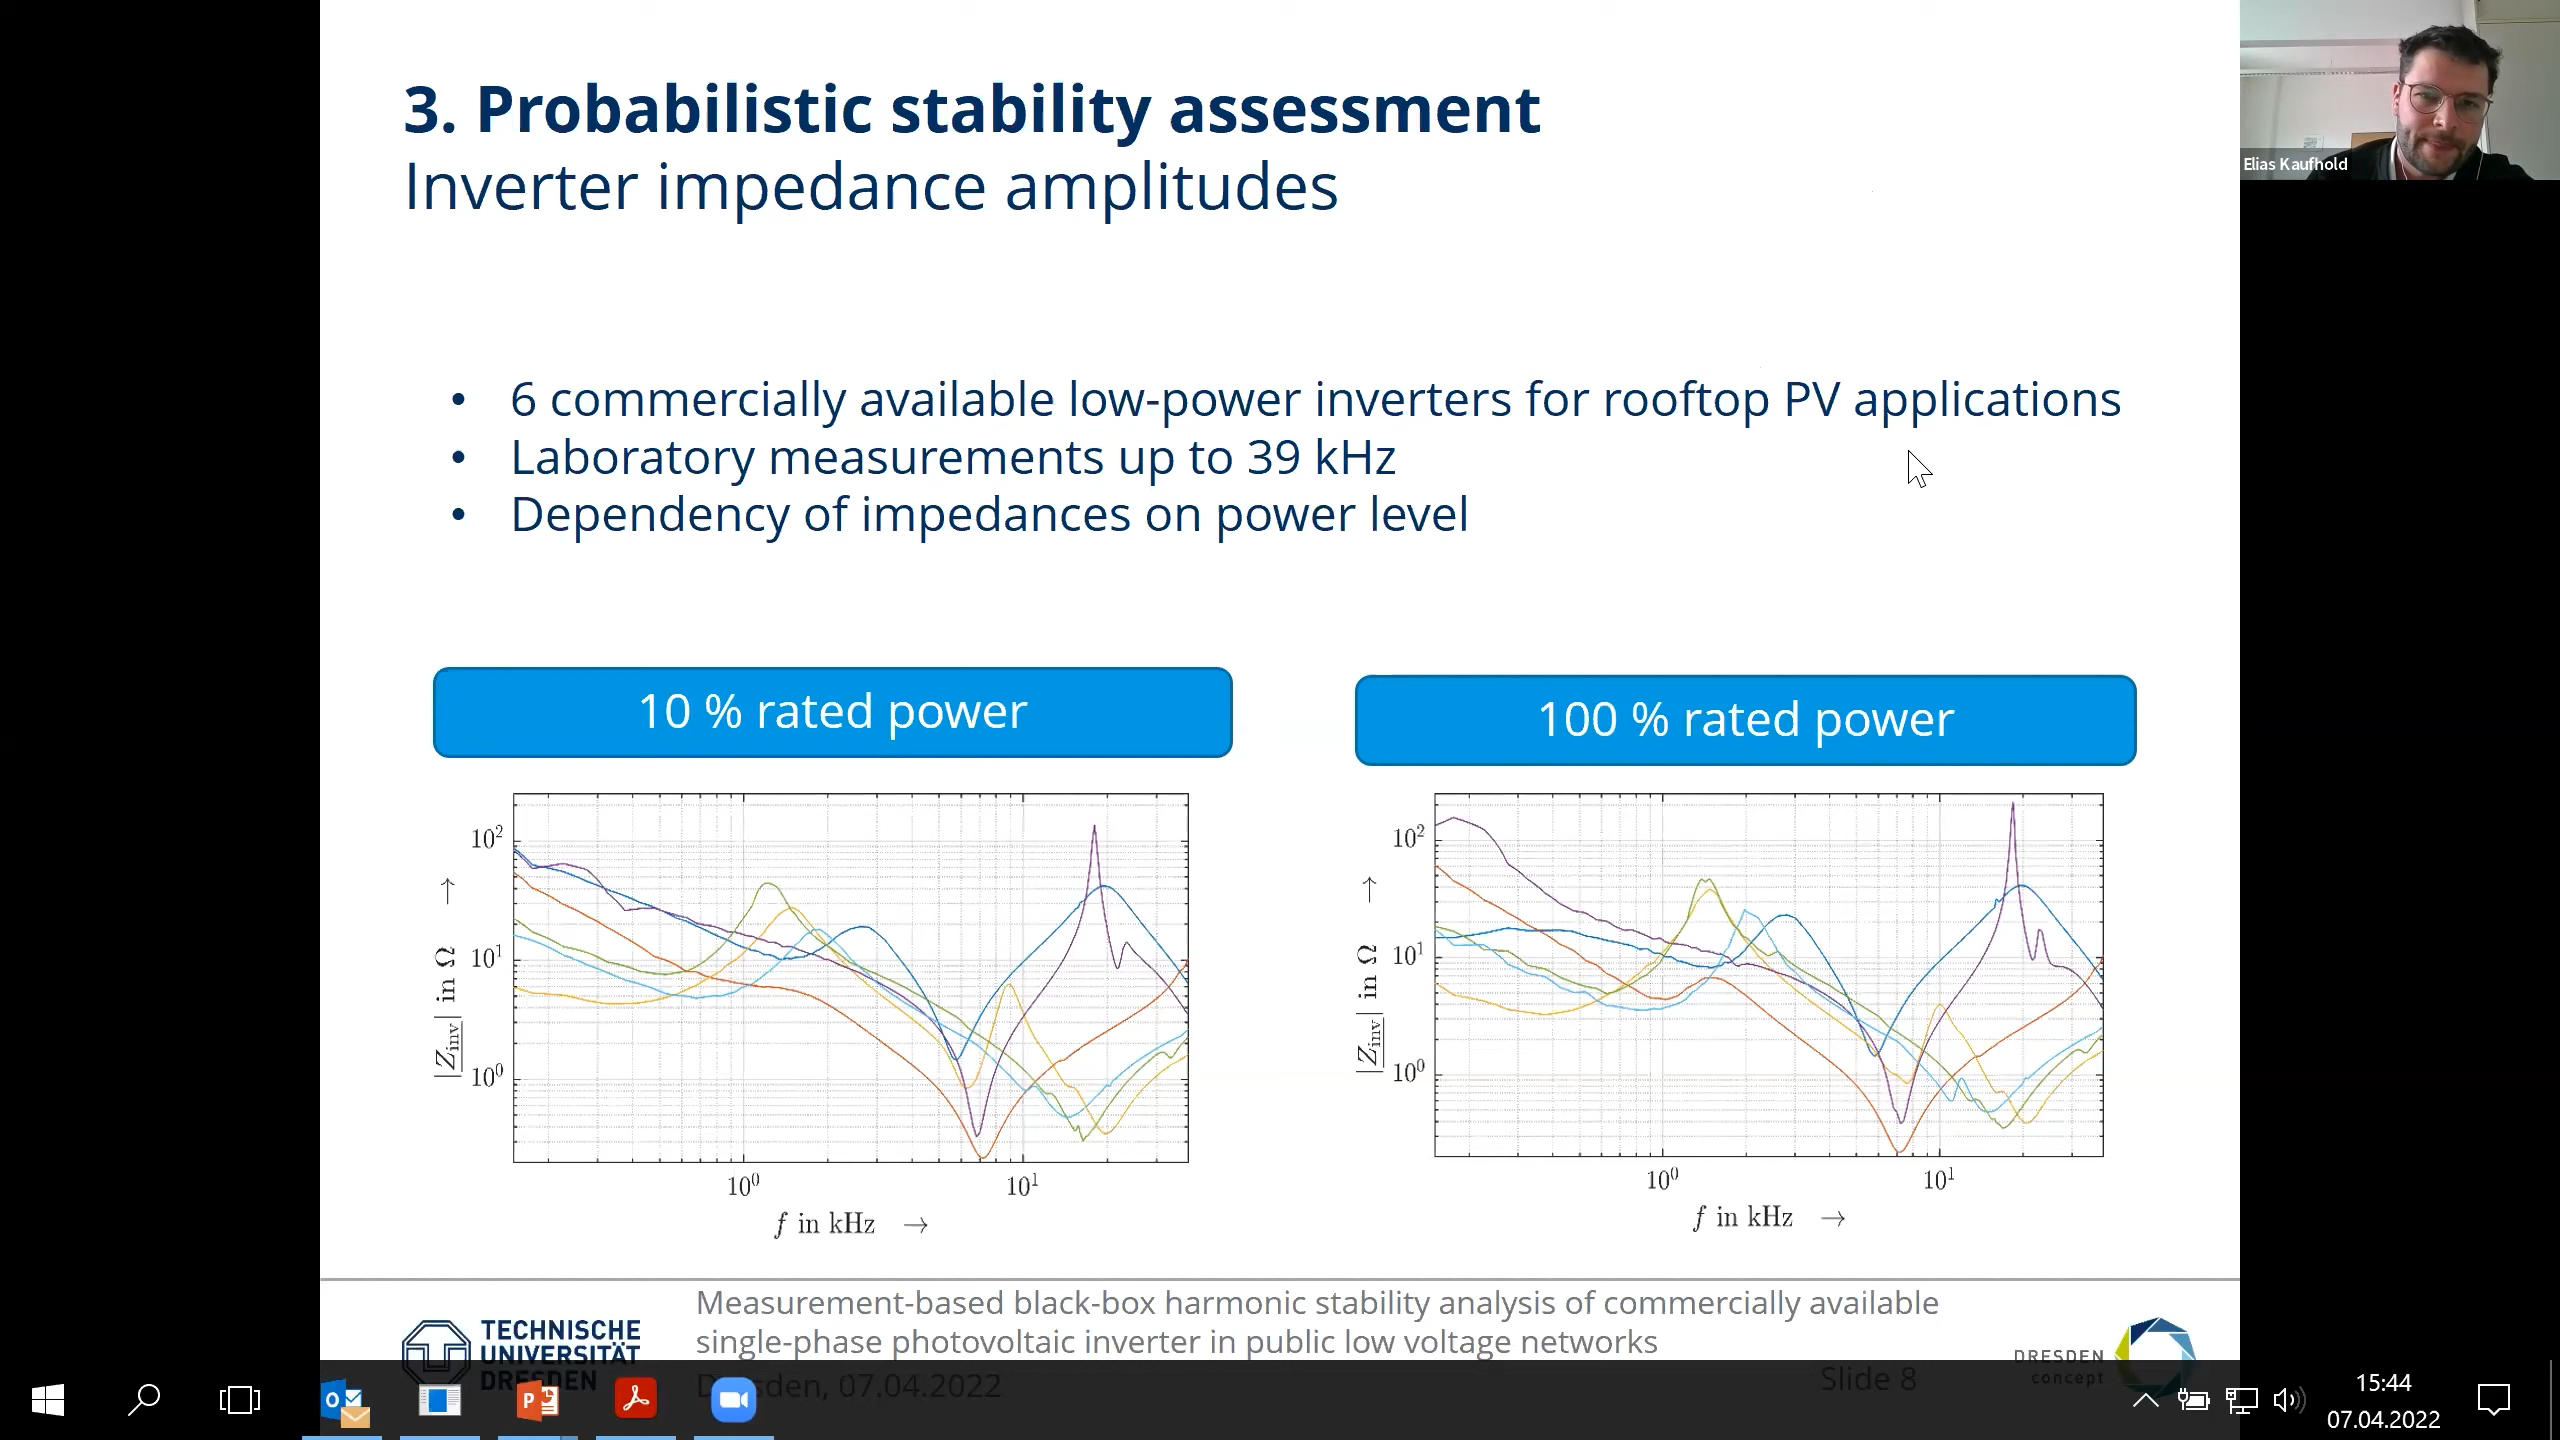 3. Probabilistic stability assessment
Inverter impedance amplitudes
Elias Kaufhold
• 6 commercially available low-power inverters for rooftop PV applications
• Laboratory measurements up to 39 kHz
• Dependency of impedances on power level
10 % rated power
100 % rated power
10²
10¹
10⁰
|Z_inv| in Ω →
10⁰ 10¹
f in kHz →
10²
10¹
10⁰
|Z_inv| in Ω →
10⁰ 10¹
f in kHz →
TECHNISCHE
UNIVERSITÄT
DRESDEN
Measurement-based black-box harmonic stability analysis of commercially available
single-phase photovoltaic inverter in public low voltage networks
Dresden, 07.04.2022
Slide 8
DRESDEN
concept
15:44
07.04.2022